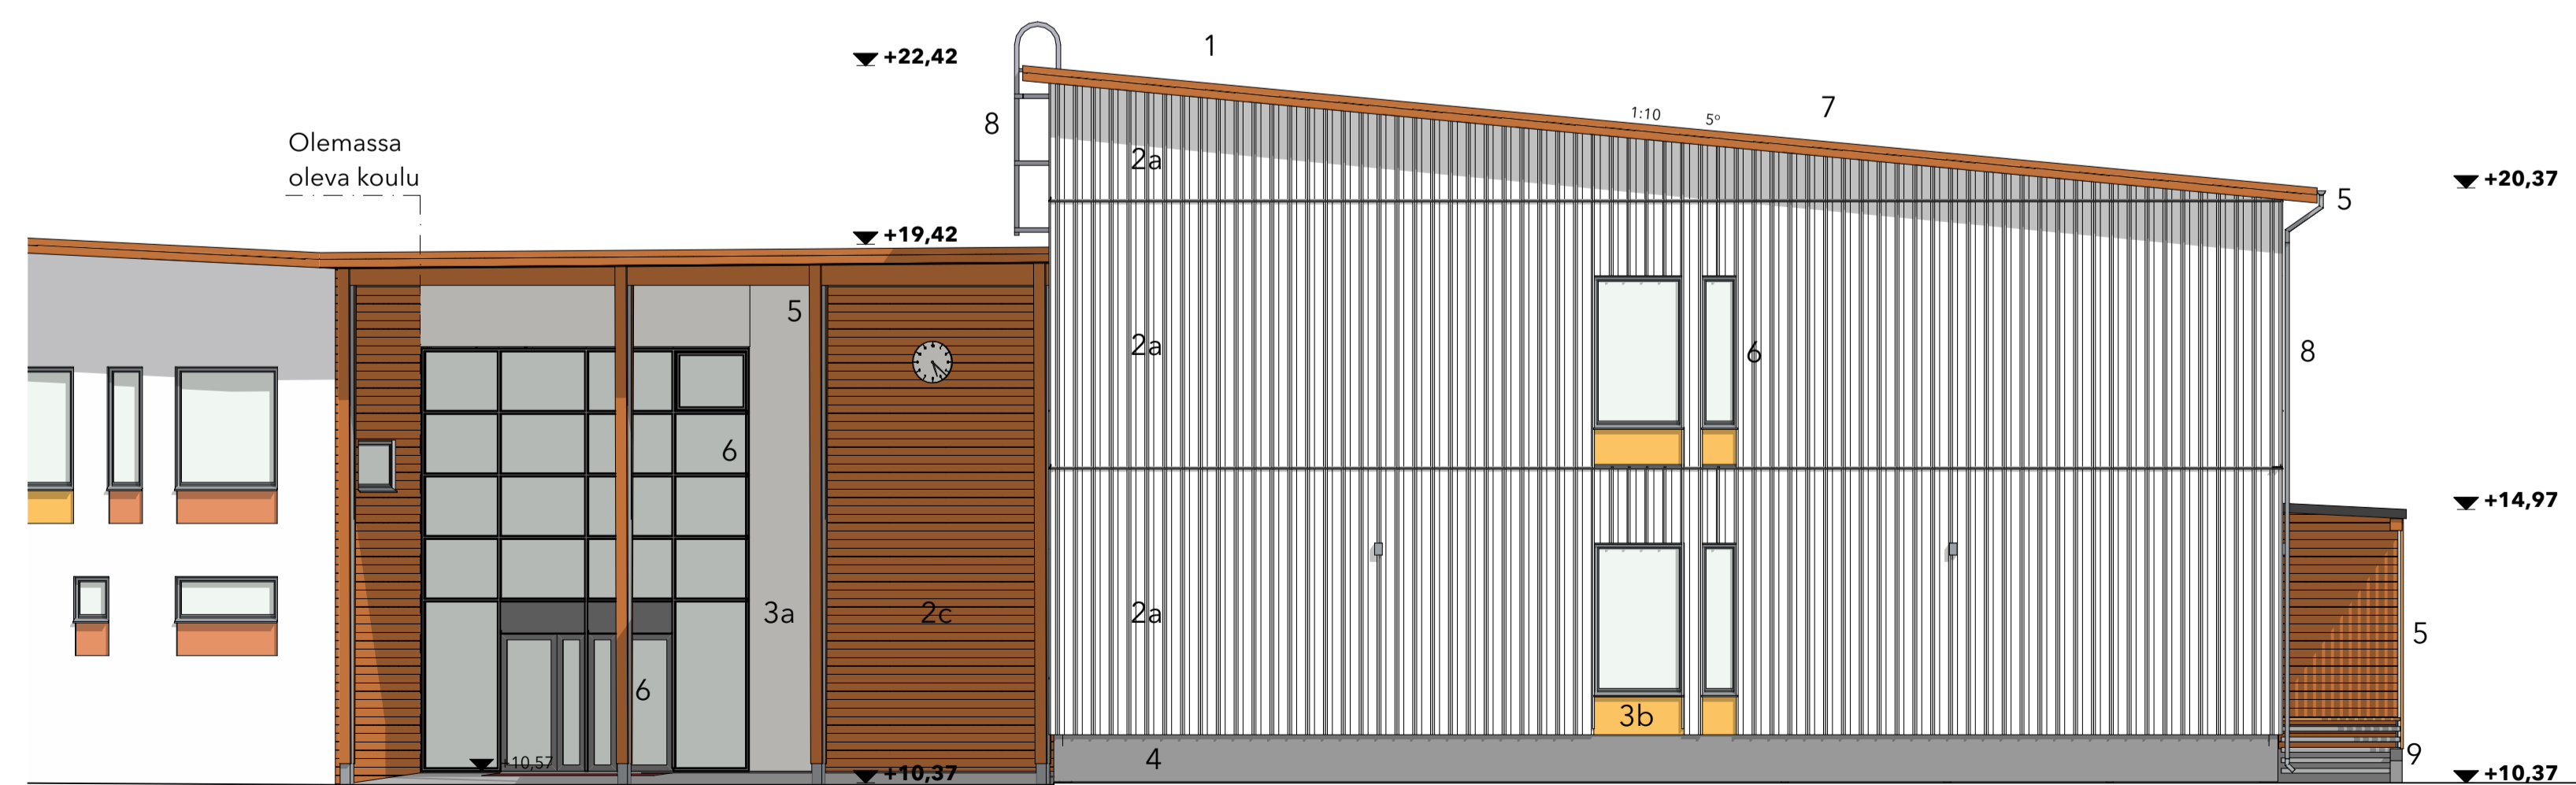 +22,42
1
8
1:10
5°
7
Olemassa
oleva koulu
2a
+20,37
5
+19,42
5
2a
6
8
6
+14,97
3a
2c
2a
5
6
3b
+10,57
4
9
+10,37
+10,37